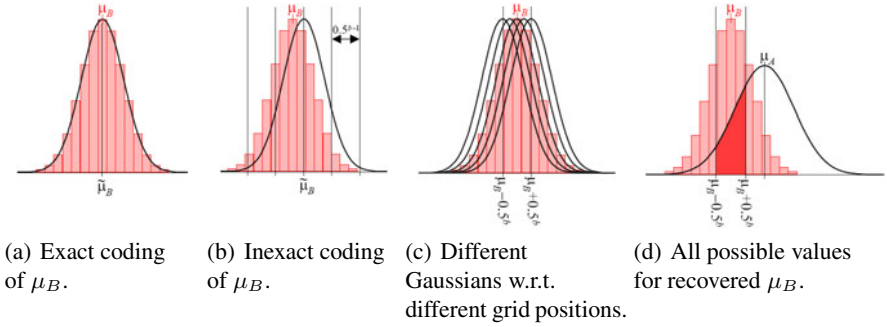 μ_B
μ_B
0.5^{b-1}
μ_B
μ_B
μ_A
μ̃_B
μ̃_B
μ_B−0.5^b
μ_B+0.5^b
μ_B−0.5^b
μ_B+0.5^b
(a) Exact coding
of μ_B.
(b) Inexact coding
of μ_B.
(c) Different
Gaussians w.r.t.
different grid positions.
(d) All possible values
for recovered μ_B.